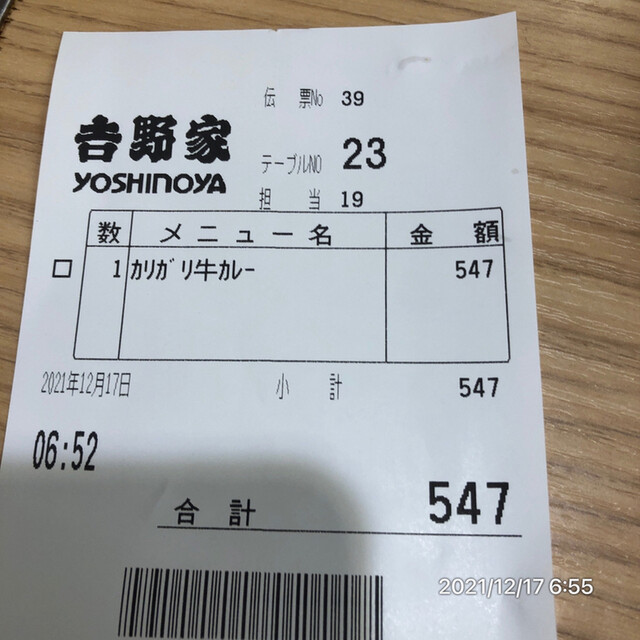 伝 票No 39
吉野家
YOSHINOYA
テーブルNO 23
担 当 19
数 メニュー名 金 額
□ 1 ｶﾘｶﾞﾘ牛ｶﾚｰ 547
2021年12月17日 小 計 547
06:52
合 計 547
2021/12/17 6:55